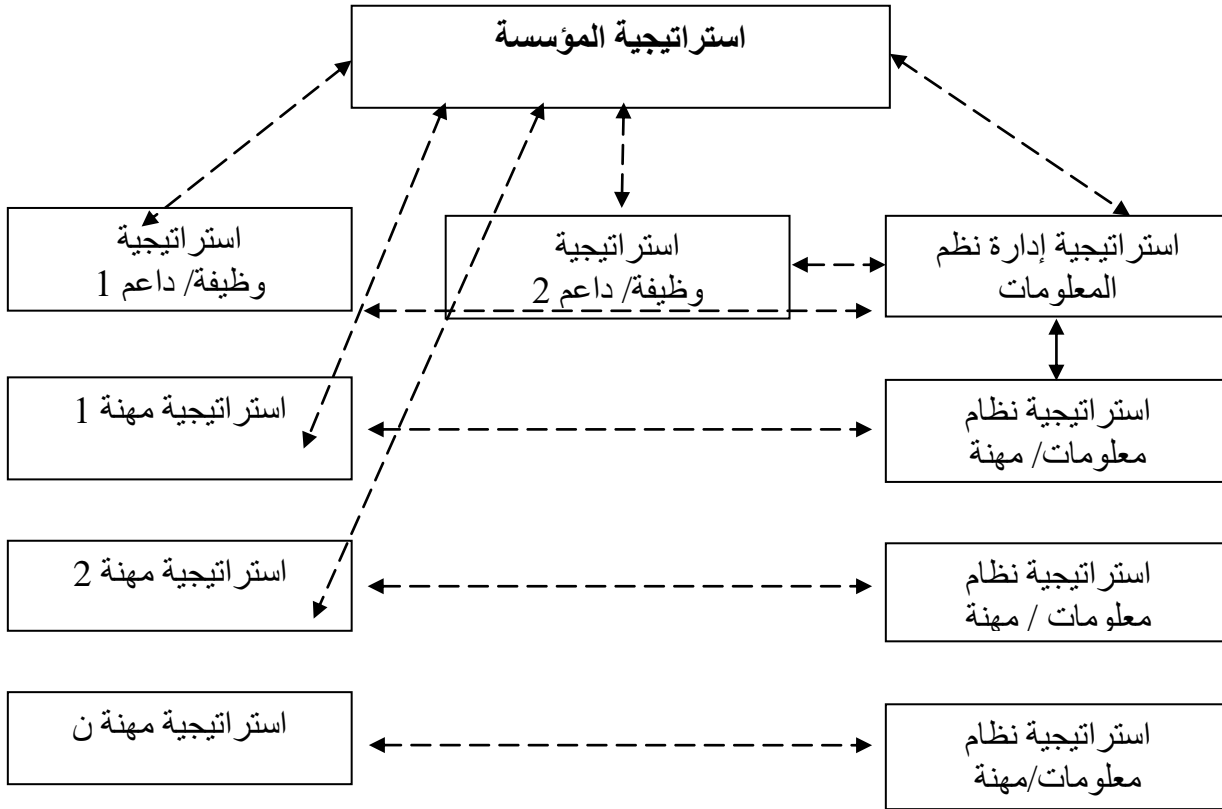 استراتيجية المؤسسة
استراتيجية إدارة نظم
المعلومات
استراتيجية
وظيفة/ داعم 2
استراتيجية
وظيفة/ داعم 1
استراتيجية نظام
معلومات/ مهنة
استراتيجية مهنة 1
استراتيجية نظام
معلومات / مهنة
استراتيجية مهنة 2
استراتيجية نظام
معلومات/مهنة
استراتيجية مهنة ن